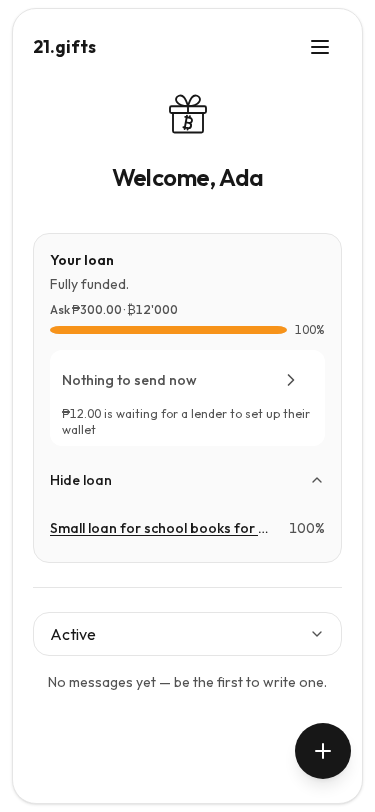 21.gifts
Welcome, Ada
Your loan
Fully funded.
Ask ₱300.00 · ₿12'000
100%
Nothing to send now
₱12.00 is waiting for a lender to set up their
wallet
Hide loan
Small loan for school books for ... 100%
Active
No messages yet — be the first to write one.